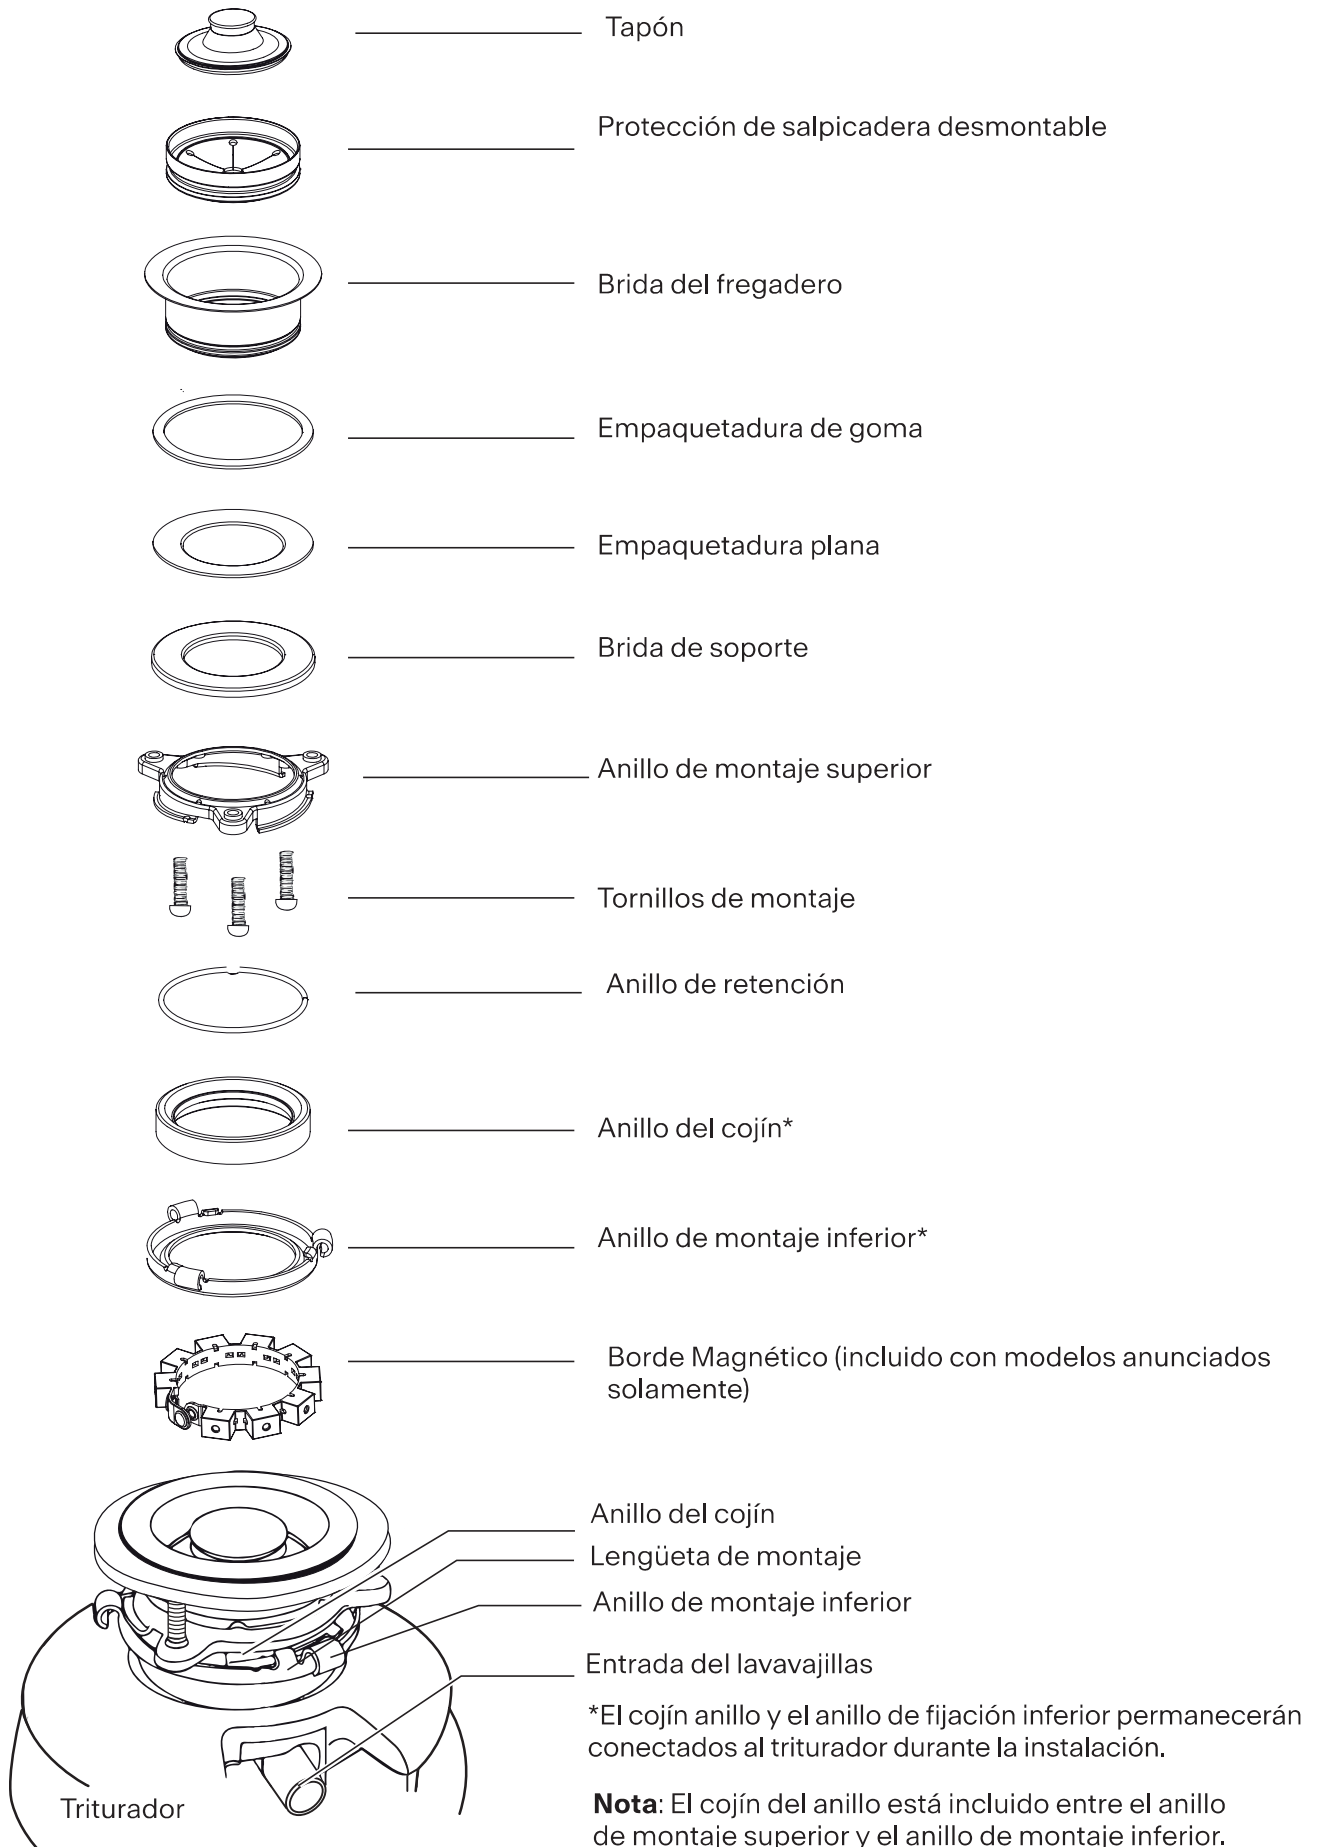 Tapón
Protección de salpicadera desmontable
Brida del fregadero
Empaquetadura de goma
Empaquetadura plana
Brida de soporte
Anillo de montaje superior
Tornillos de montaje
Anillo de retención
Anillo del cojín*
Anillo de montaje inferior*
Borde Magnético (incluido con modelos anunciados
solamente)
Anillo del cojín
Lengüeta de montaje
Anillo de montaje inferior
Entrada del lavavajillas
*El cojín anillo y el anillo de fijación inferior permanecerán
conectados al triturador durante la instalación.
Triturador
Nota: El cojín del anillo está incluido entre el anillo
de montaje superior y el anillo de montaje inferior.